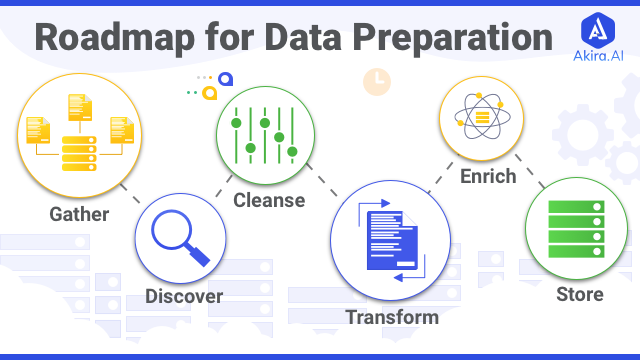 Roadmap for Data Preparation
Akira.AI
Gather
Discover
Cleanse
Transform
Enrich
Store